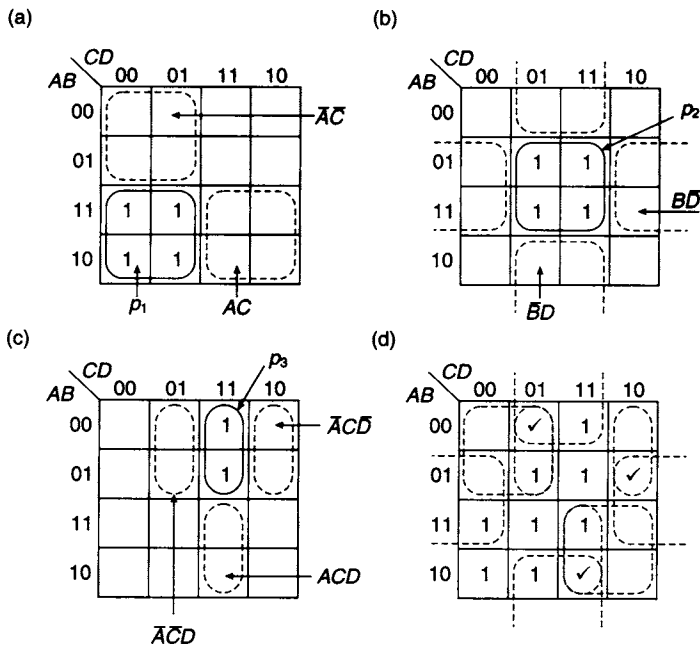 (a)
CD
AB 00 01 11 10
00 A̅C̅
01
11 1 1
10 1 1
p₁ AC
(b)
CD
AB 00 01 11 10
00
p₂
01 1 1
11 1 1 BD̅
10
B̅D
(c)
CD p₃
AB 00 01 11 10
00 1 A̅CD̅
01 1
11
10 ACD
A̅C̅D
(d)
CD
AB 00 01 11 10
00 ✓ 1
01 1 1 ✓
11 1 1 1
10 1 1 ✓